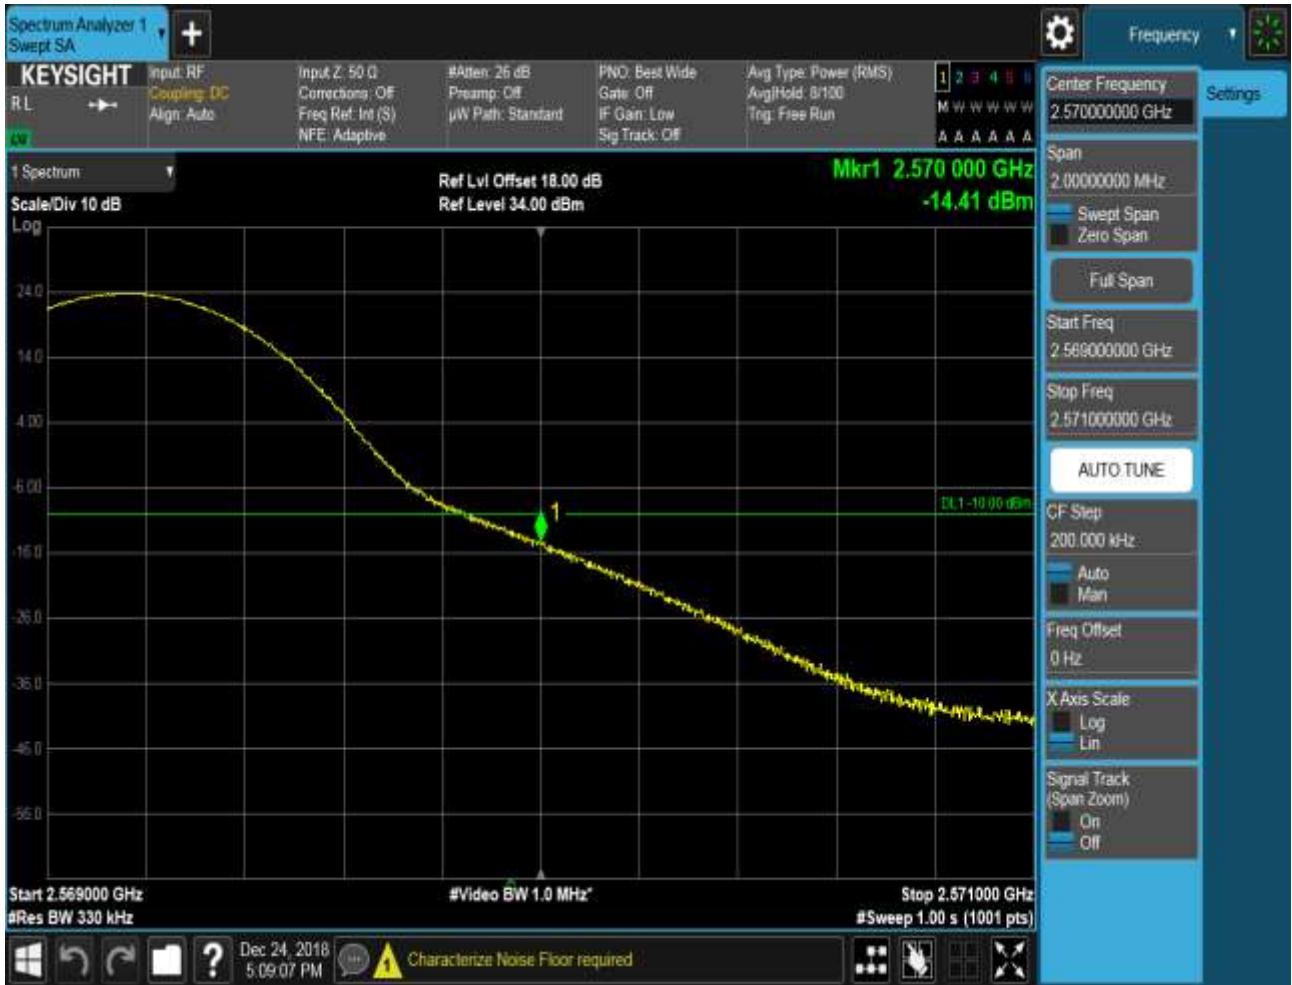 Spectrum Analyzer 1
Swept SA
+
Frequency
KEYSIGHT
R L
LXI
Input: RF
Coupling: DC
Align: Auto
Input Z: 50 Ω
Corrections: Off
Freq Ref: Int (S)
NFE: Adaptive
#Atten: 26 dB
Preamp: Off
µW Path: Standard
PNO: Best Wide
Gate: Off
IF Gain: Low
Sig Track: Off
Avg Type: Power (RMS)
Avg|Hold: 8/100
Trig: Free Run
1 2 3 4 5 6
M W W W W W
A A A A A A
1 Spectrum
Scale/Div 10 dB
Log
Ref Lvl Offset 18.00 dB
Ref Level 34.00 dBm
Mkr1 2.570 000 GHz
-14.41 dBm
24.0
14.0
4.00
-6.00
-16.0
-26.0
-36.0
-46.0
-56.0
1
DL1 -10.00 dBm
Start 2.569000 GHz
#Res BW 330 kHz
#Video BW 1.0 MHz*
Stop 2.571000 GHz
#Sweep 1.00 s (1001 pts)
?
Dec 24, 2018
5:09:07 PM
Characterize Noise Floor required
Center Frequency
2.570000000 GHz
Settings
Span
2.00000000 MHz
Swept Span
Zero Span
Full Span
Start Freq
2.569000000 GHz
Stop Freq
2.571000000 GHz
AUTO TUNE
CF Step
200.000 kHz
Auto
Man
Freq Offset
0 Hz
X Axis Scale
Log
Lin
Signal Track
(Span Zoom)
On
Off